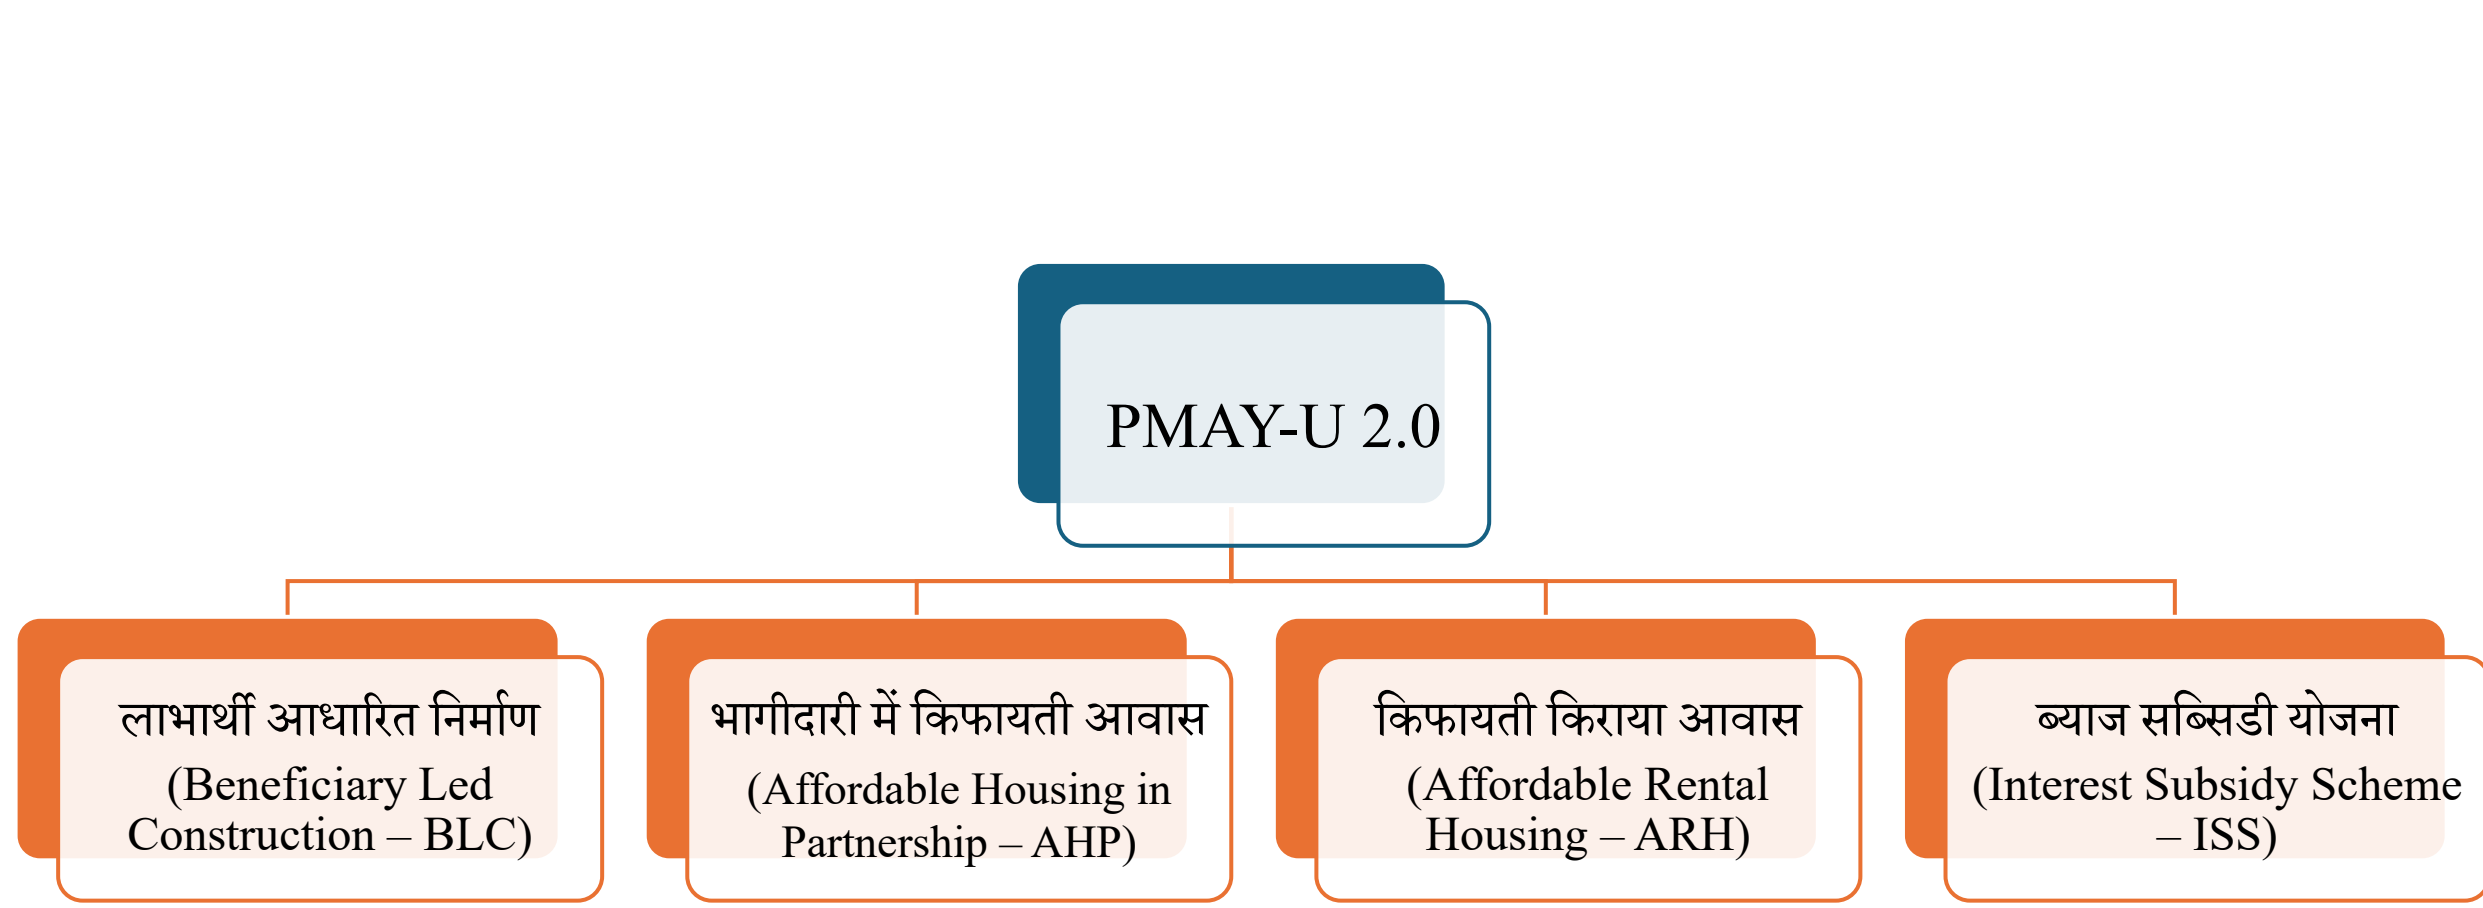 PMAY-U 2.0
लाभार्थी आधारित निर्माण
(Beneficiary Led
Construction – BLC)
भागीदारी में किफायती आवास
(Affordable Housing in
Partnership – AHP)
किफायती किराया आवास
(Affordable Rental
Housing – ARH)
ब्याज सब्सिडी योजना
(Interest Subsidy Scheme
– ISS)